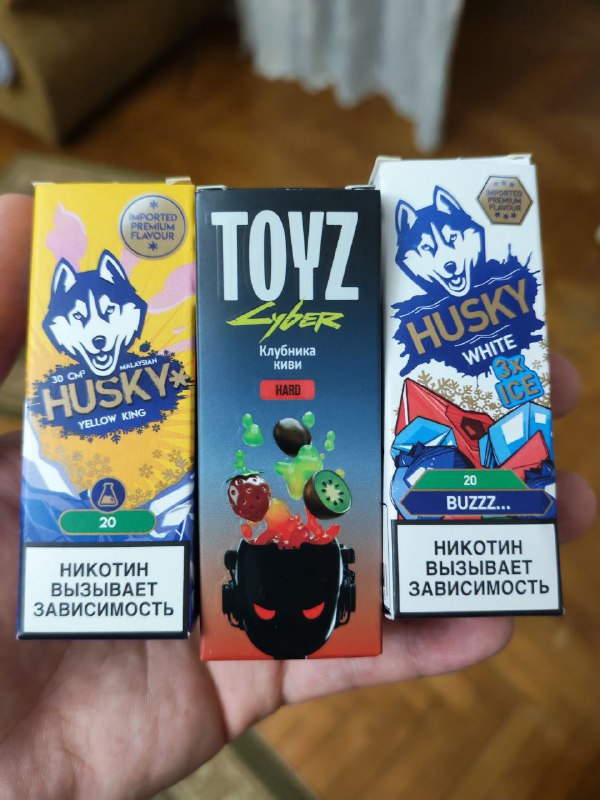 IMPORTED
PREMIUM
FLAVOUR
30 СМ³
MALAYSIAN
HUSKY
YELLOW KING
20
НИКОТИН
ВЫЗЫВАЕТ
ЗАВИСИМОСТЬ
TOYZ
CYBER
Клубника
киви
HARD
IMPORTED
PREMIUM
FLAVOUR
HUSKY
WHITE
3X
ICE
20
BUZZZ...
НИКОТИН
ВЫЗЫВАЕТ
ЗАВИСИМОСТЬ